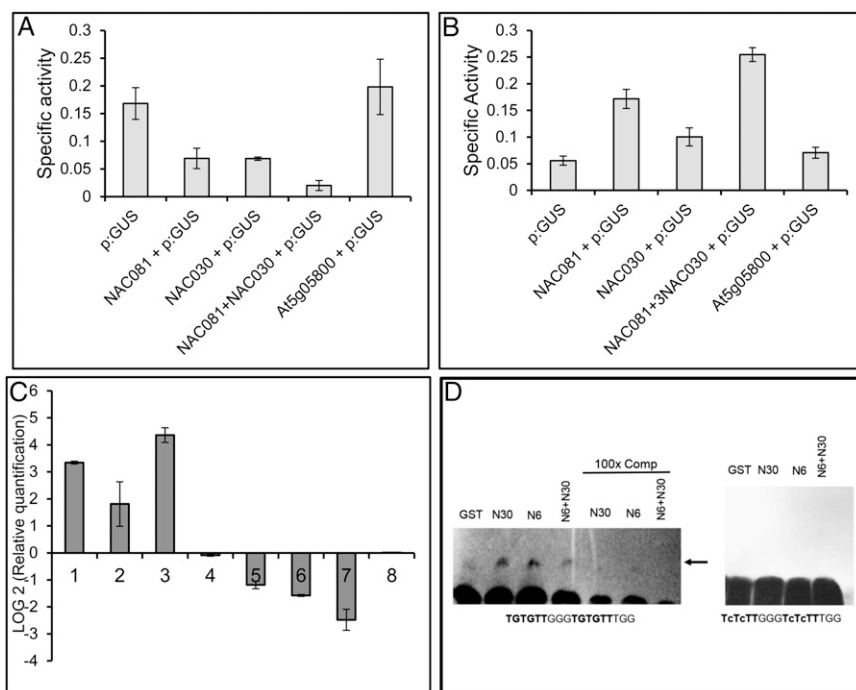 A
Specific activity
0.3
0.25
0.2
0.15
0.1
0.05
0
p:GUS
NAC081 + p:GUS
NAC030 + p:GUS
NAC081+NAC030 + p:GUS
At5g05800 + p:GUS
B
Specific Activity
0.3
0.25
0.2
0.15
0.1
0.05
0
p:GUS
NAC081 + p:GUS
NAC030 + p:GUS
NAC081+3NAC030 + p:GUS
At5g05800 + p:GUS
C
LOG 2 (Relative quantification)
6
5
4
3
2
1
0
-1
-2
-3
-4
1 2 3 4 5 6 7 8
D
100x Comp
GST N30 N6 N6+N30 N30 N6 N6+N30
TGTGTTGGGTGTGTTTGG
GST N30 N6 N6+N30
TcTcTTGGGTcTcTTTGG